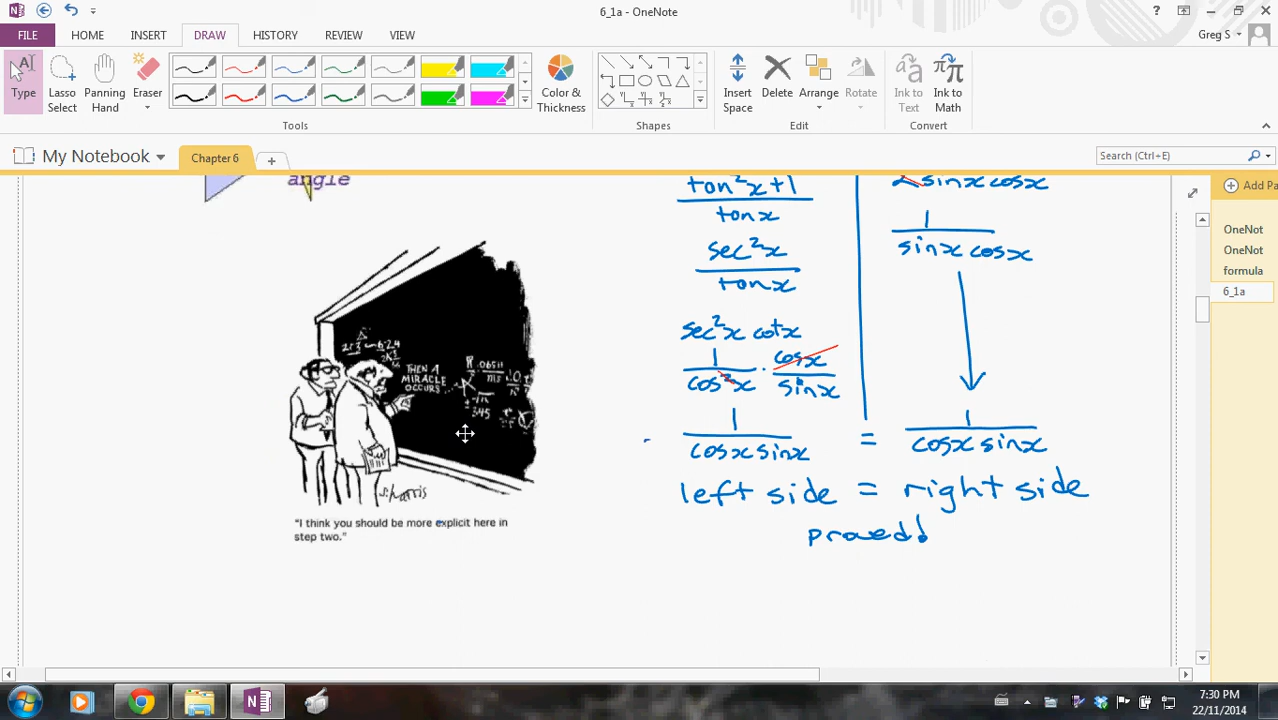 6_1a - OneNote
Greg S
FILE HOME INSERT DRAW HISTORY REVIEW VIEW
Type
Lasso Select
Panning Hand
Eraser
Color & Thickness
Insert Space
Delete
Arrange
Rotate
Ink to Text
Ink to Math
Tools
Shapes
Edit
Convert
My Notebook
Chapter 6
Search (Ctrl+E)
Add Pa
OneNot
OneNot
formula
6_1a
angle
THEN A
MIRACLE
OCCURS
S. Harris
"I think you should be more explicit here in
step two."
tan²x+1
tanx
sec²x
tanx
sec²x cotx
1/cos²x · cosx/sinx
1
cosx sinx
2sinx cosx
1
sinx cosx
=
1
cosx sinx
left side = right side
proved!
7:30 PM
22/11/2014